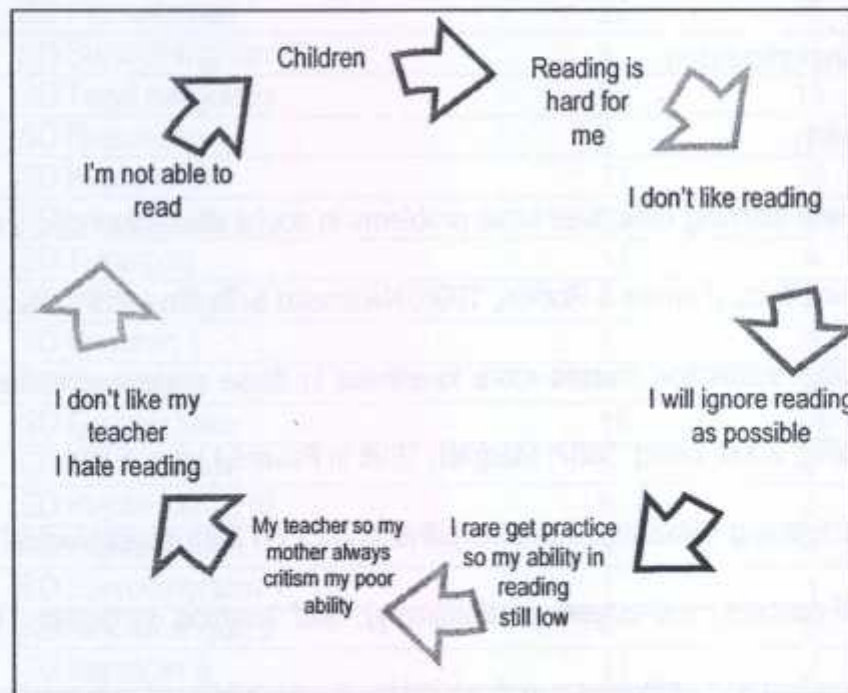 Children
Reading is
hard for
me
I don't like reading
I will ignore reading
as possible
I rare get practice
so my ability in
reading
still low
My teacher so my
mother always
critism my poor
ability
I don't like my
teacher
I hate reading
I'm not able to
read